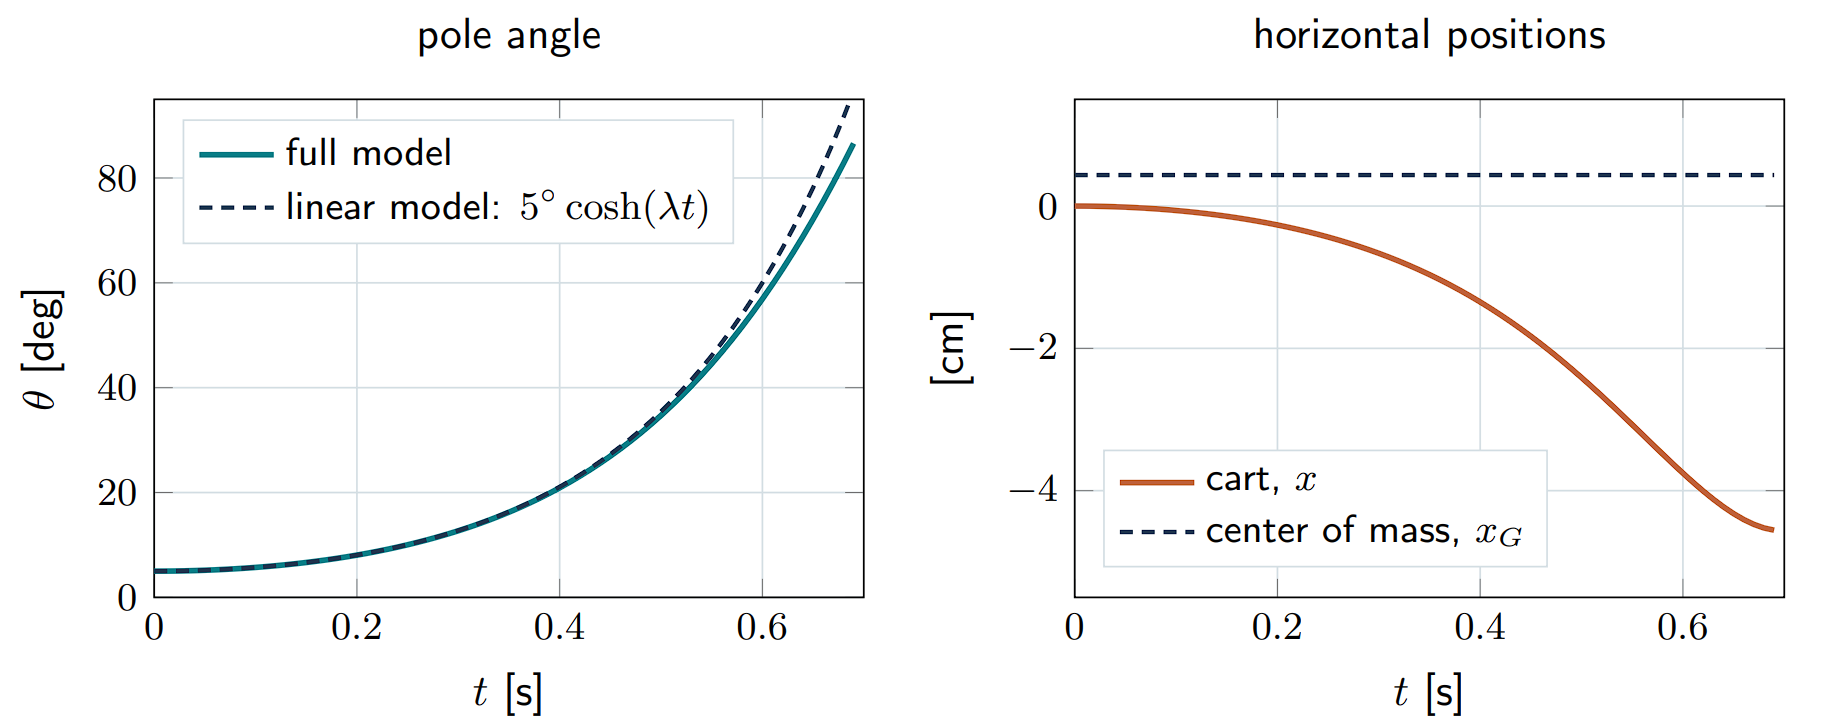 pole angle
full model
linear model: 5° cosh(λt)
80
60
40
20
0
θ [deg]
0
0.2
0.4
0.6
t [s]
horizontal positions
0
−2
−4
[cm]
cart, x
center of mass, x_G
0
0.2
0.4
0.6
t [s]